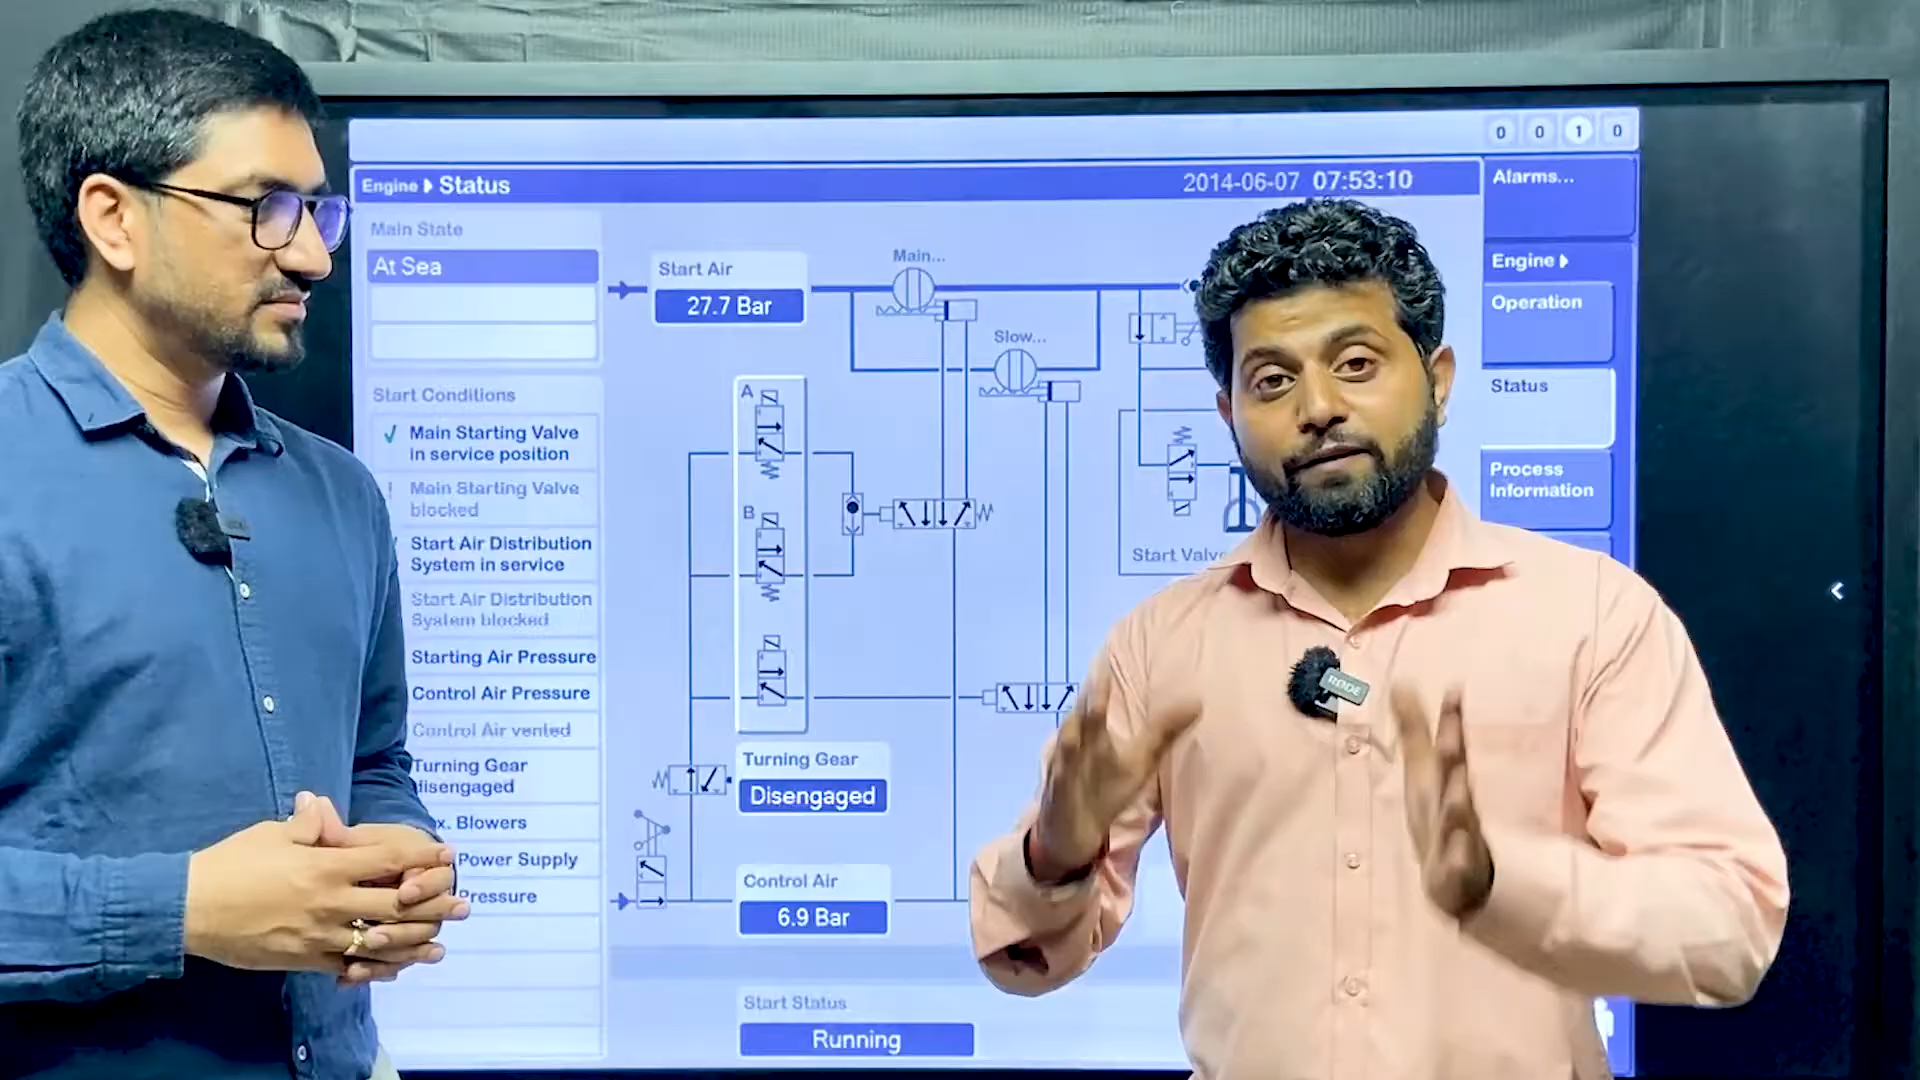 0 0 1 0
Engine Status
2014-06-07 07:53:10
Alarms...
Main State
At Sea
Start Air
27.7 Bar
Main...
Slow...
Engine
Operation
Status
Process
Information
Start Conditions
Main Starting Valve
in service position
Main Starting Valve
blocked
Start Air Distribution
System in service
Start Air Distribution
System blocked
Starting Air Pressure
Control Air Pressure
Control Air vented
Turning Gear
disengaged
Blowers
Power Supply
Pressure
A
B
Start
Turning Gear
Disengaged
Control Air
6.9 Bar
Start Status
Running
RØDE